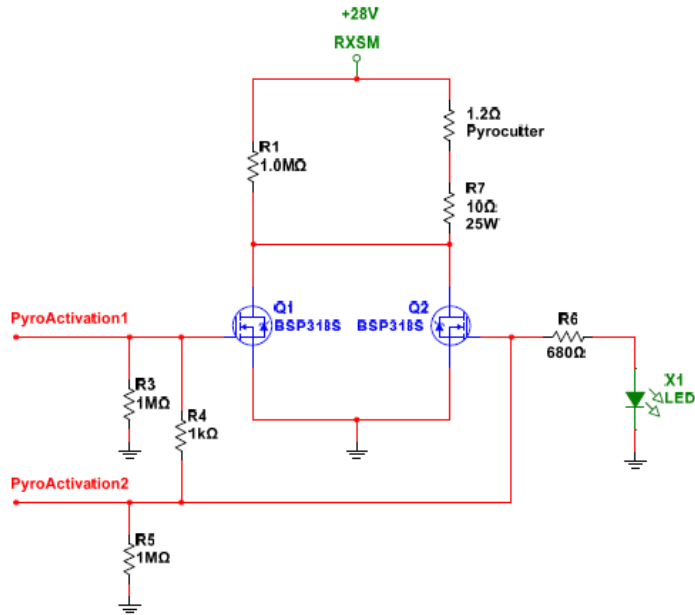 +28V
RXSM
1.2Ω
Pyrocutter
R1
1.0MΩ
R7
10Ω
25W
Q1
BSP318S
Q2
BSP318S
PyroActivation1
R6
680Ω
X1
LED
R3
1MΩ
R4
1kΩ
PyroActivation2
R5
1MΩ